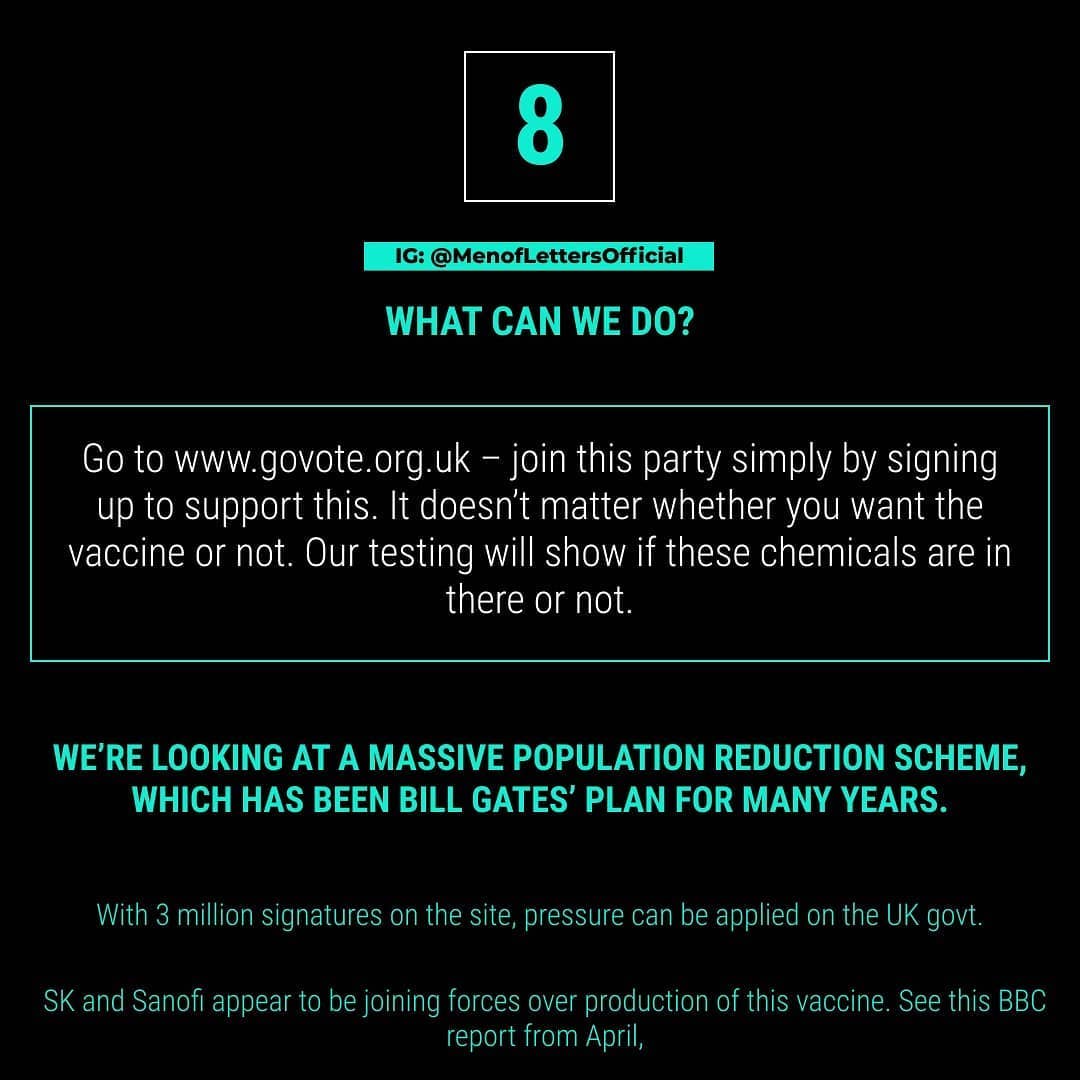 8
IG: @MenofLettersOfficial
WHAT CAN WE DO?
Go to www.govote.org.uk – join this party simply by signing
up to support this. It doesn’t matter whether you want the
vaccine or not. Our testing will show if these chemicals are in
there or not.
WE’RE LOOKING AT A MASSIVE POPULATION REDUCTION SCHEME,
WHICH HAS BEEN BILL GATES’ PLAN FOR MANY YEARS.
With 3 million signatures on the site, pressure can be applied on the UK govt.
SK and Sanofi appear to be joining forces over production of this vaccine. See this BBC
report from April,